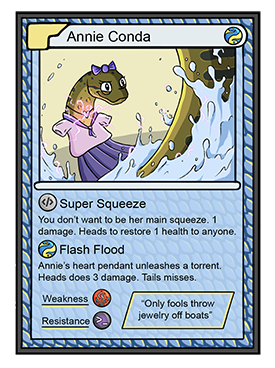 Annie Conda
</> Super Squeeze
You don't want to be her main squeeze. 1
damage. Heads to restore 1 health to anyone.
Flash Flood
Annie's heart pendant unleashes a torrent.
Heads does 3 damage. Tails misses.
Weakness
Resistance >_
"Only fools throw
jewelry off boats"